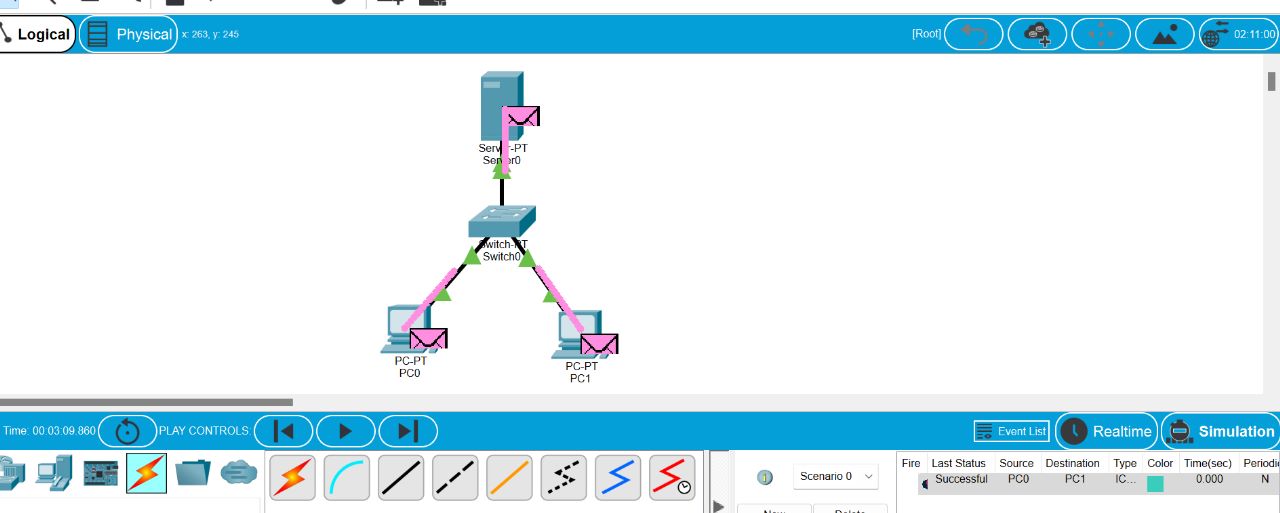 Logical
Physical
x: 263, y: 245
[Root]
02:11:00
Server-PT
Server0
Switch-PT
Switch0
PC-PT
PC0
PC-PT
PC1
Time: 00:03:09.860
PLAY CONTROLS:
Event List
Realtime
Simulation
Scenario 0
New
Delete
Fire Last Status Source Destination Type Color Time(sec) Periodic
Successful PC0 PC1 IC... 0.000 N